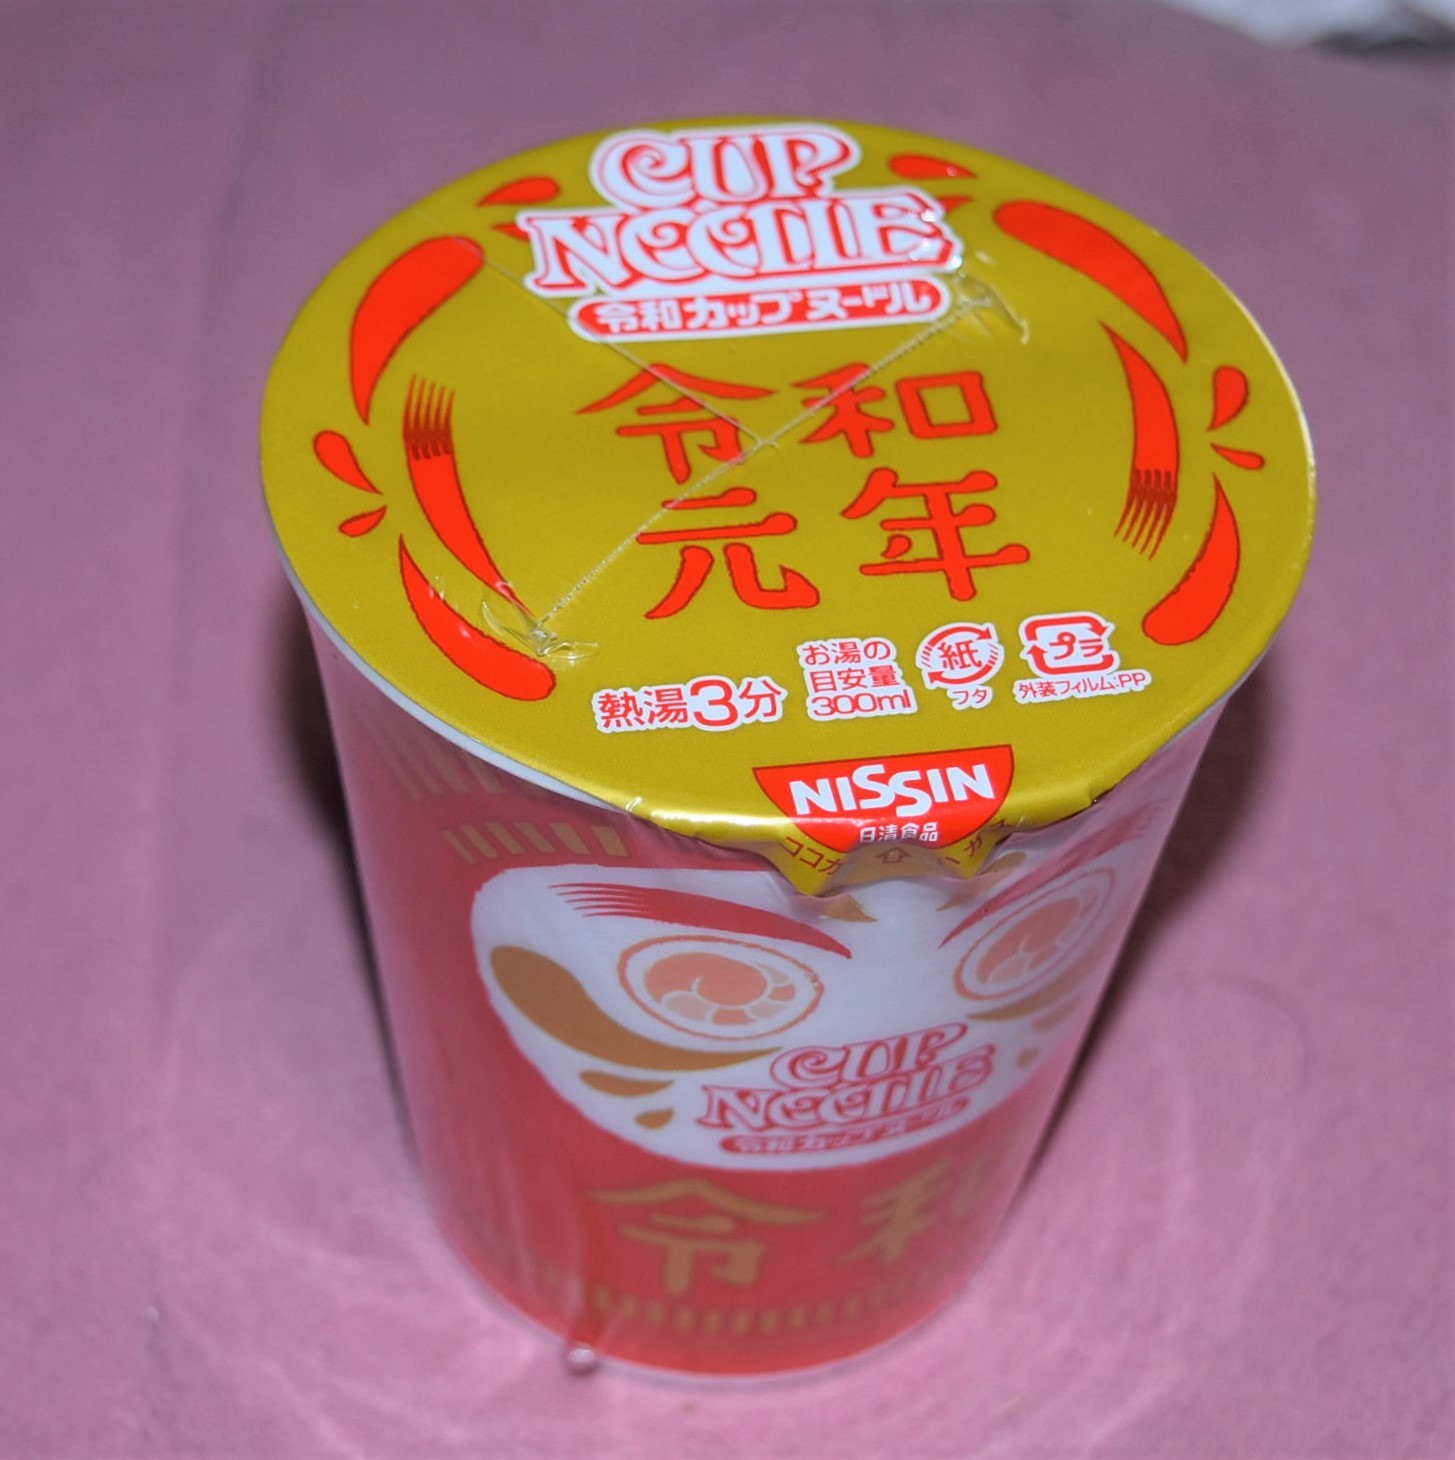 CUP
NOODLE
令和カップヌードル
令和
元年
熱湯3分
お湯の
目安量
300ml
紙
フタ
プラ
外装フィルム:PP
NISSIN
日清食品
CUP
NOODLE
令和カップヌードル
令和